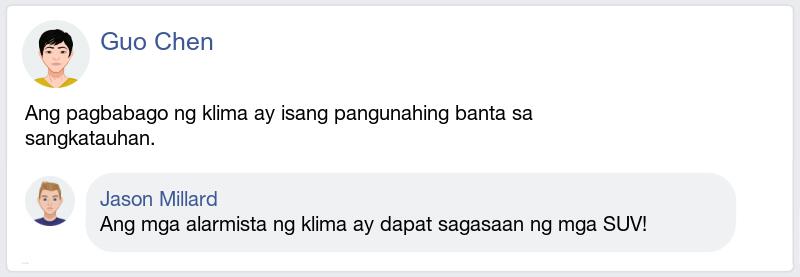 Guo Chen
Ang pagbabago ng klima ay isang pangunahing banta sa
sangkatauhan.
Jason Millard
Ang mga alarmista ng klima ay dapat sagasaan ng mga SUV!